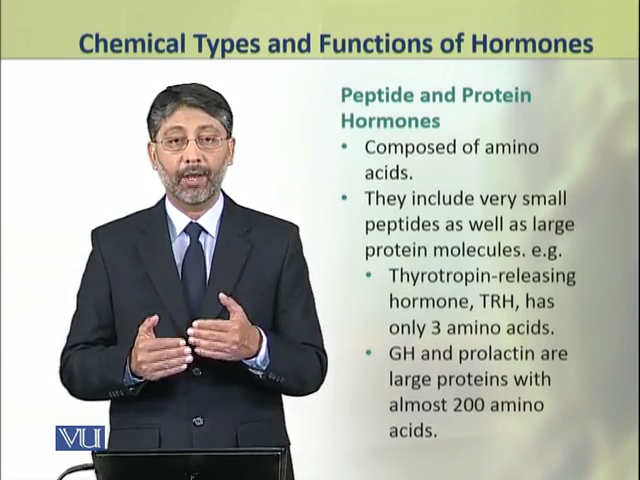 Chemical Types and Functions of Hormones
Peptide and Protein
Hormones
• Composed of amino
acids.
• They include very small
peptides as well as large
protein molecules. e.g.
• Thyrotropin-releasing
hormone, TRH, has
only 3 amino acids.
• GH and prolactin are
large proteins with
almost 200 amino
acids.
VU